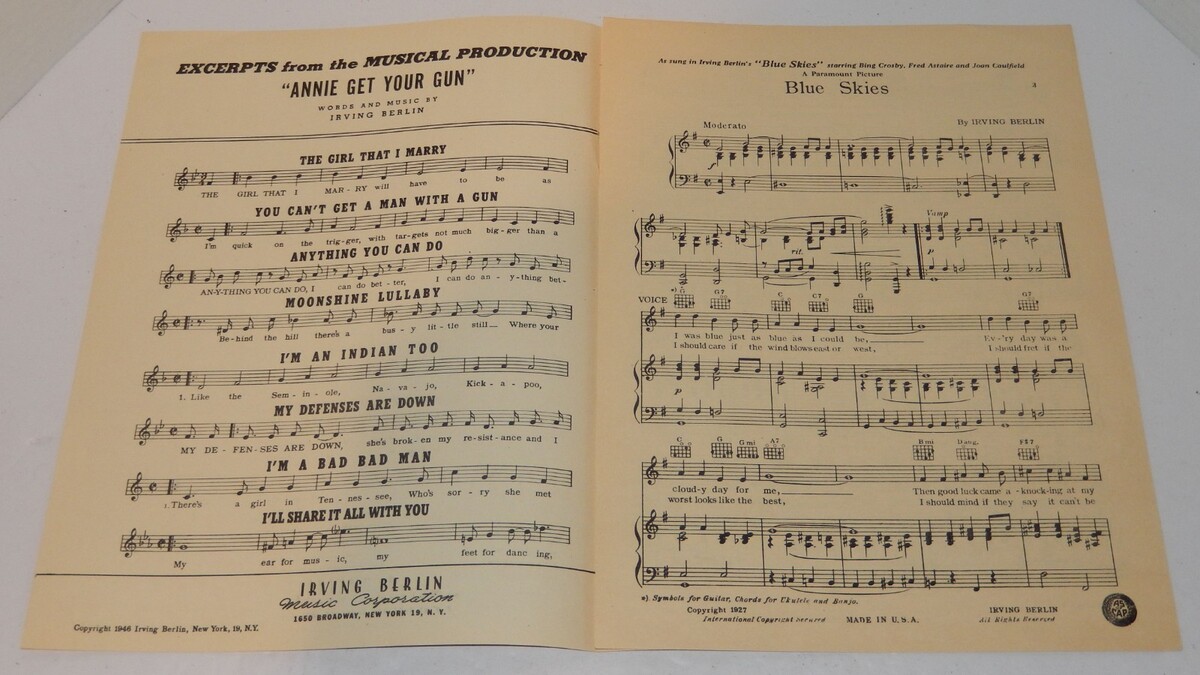 EXCERPTS from the MUSICAL PRODUCTION
"ANNIE GET YOUR GUN"
WORDS AND MUSIC BY
IRVING BERLIN
THE GIRL THAT I MARRY
THE GIRL THAT I MAR - RY will have to be as
YOU CAN'T GET A MAN WITH A GUN
I'm quick on the trig-ger, with tar-gets not much big-ger than a
ANYTHING YOU CAN DO
AN-Y-THING YOU CAN DO, I can do bet - ter, I can do an - y-thing bet-
MOONSHINE LULLABY
Be-hind the hill there's a bus - y lit - tle still Where your
I'M AN INDIAN TOO
1. Like the Sem - in - ole, Na - va - jo, Kick - a - poo,
MY DEFENSES ARE DOWN
MY DE - FEN-SES ARE DOWN, she's brok-en my re-sist-ance and I
I'M A BAD BAD MAN
1. There's a girl in Ten - nes - see, Who's sor - ry she met
I'LL SHARE IT ALL WITH YOU
My ear for mus - ic, my feet for danc ing,
IRVING BERLIN
Music Corporation
1650 BROADWAY, NEW YORK 19, N. Y.
Copyright 1946 Irving Berlin, New York, 19, N.Y.
As sung in Irving Berlin's "Blue Skies" starring Bing Crosby, Fred Astaire and Joan Caulfield
A Paramount Picture
Blue Skies
3
By IRVING BERLIN
Moderato
f
rit.
Vamp
p
*) G G7 C C7 G G7
VOICE
I was blue just as blue as I could be, Ev-'ry day was a
I should care if the wind blows east or west, I should fret if the
p
C G G mi A7 B mi F#7
cloud-y day for me, Then good luck came a - knock-ing at my
worst looks like the best, I should mind if they say it can't be
*) Symbols for Guitar, Chords for Ukulele and Banjo.
Copyright 1927 IRVING BERLIN
International Copyright Secured MADE IN U.S.A. All Rights Reserved